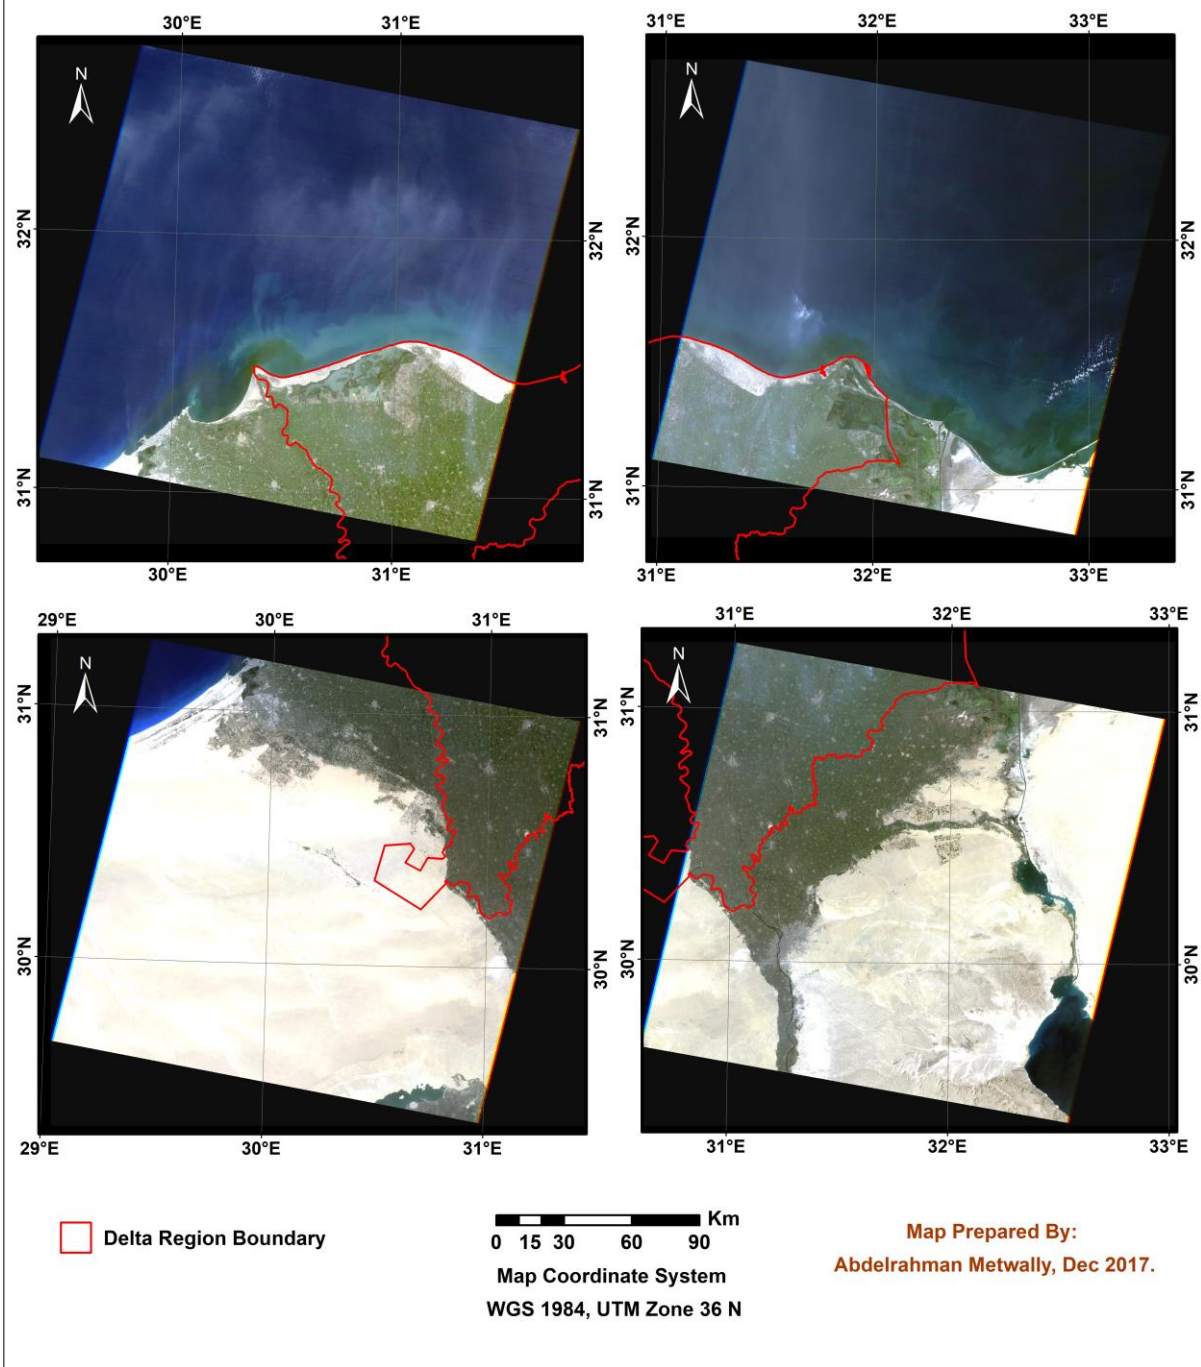 30°E 31°E
N
32°N 32°N
31°N 31°N
30°E 31°E
31°E 32°E 33°E
N
32°N 32°N
31°N 31°N
31°E 32°E 33°E
29°E 30°E 31°E
N
31°N 31°N
30°N 30°N
29°E 30°E 31°E
31°E 32°E 33°E
N
31°N 31°N
30°N 30°N
31°E 32°E 33°E
Delta Region Boundary
Km
0 15 30 60 90
Map Coordinate System
WGS 1984, UTM Zone 36 N
Map Prepared By:
Abdelrahman Metwally, Dec 2017.